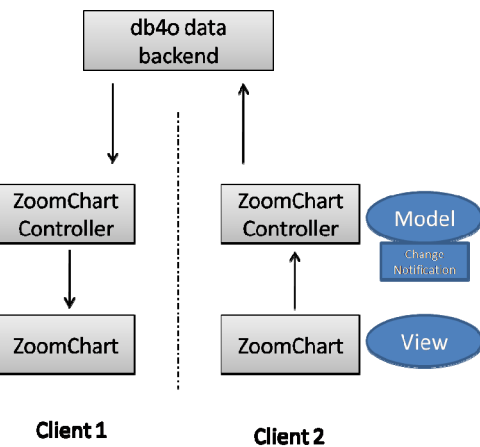 db4o data
backend
ZoomChart
Controller
ZoomChart
Controller
Model
Change
Notification
ZoomChart
ZoomChart
View
Client 1
Client 2